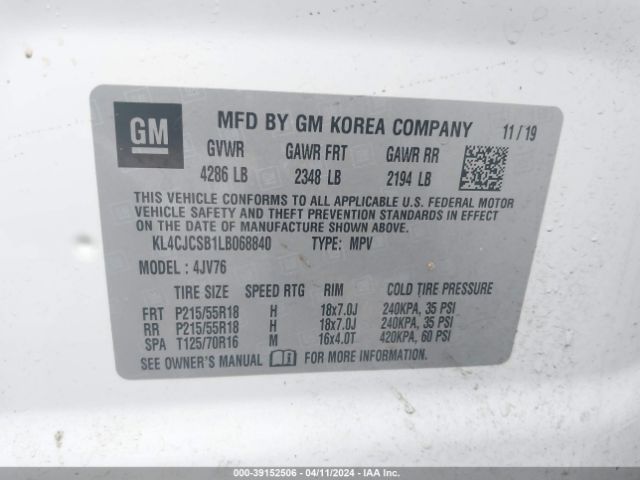 GM
MFD BY GM KOREA COMPANY 11/19
GVWR GAWR FRT GAWR RR
4286 LB 2348 LB 2194 LB
THIS VEHICLE CONFORMS TO ALL APPLICABLE U.S. FEDERAL MOTOR
VEHICLE SAFETY AND THEFT PREVENTION STANDARDS IN EFFECT
ON THE DATE OF MANUFACTURE SHOWN ABOVE.
KL4CJCSB1LB068840 TYPE: MPV
MODEL : 4JV76
TIRE SIZE SPEED RTG RIM COLD TIRE PRESSURE
FRT P215/55R18 H 18x7.0J 240KPA, 35 PSI
RR P215/55R18 H 18x7.0J 240KPA, 35 PSI
SPA T125/70R16 M 16x4.0T 420KPA, 60 PSI
SEE OWNER'S MANUAL FOR MORE INFORMATION
000-39152506 - 04/11/2024 - IAA Inc.